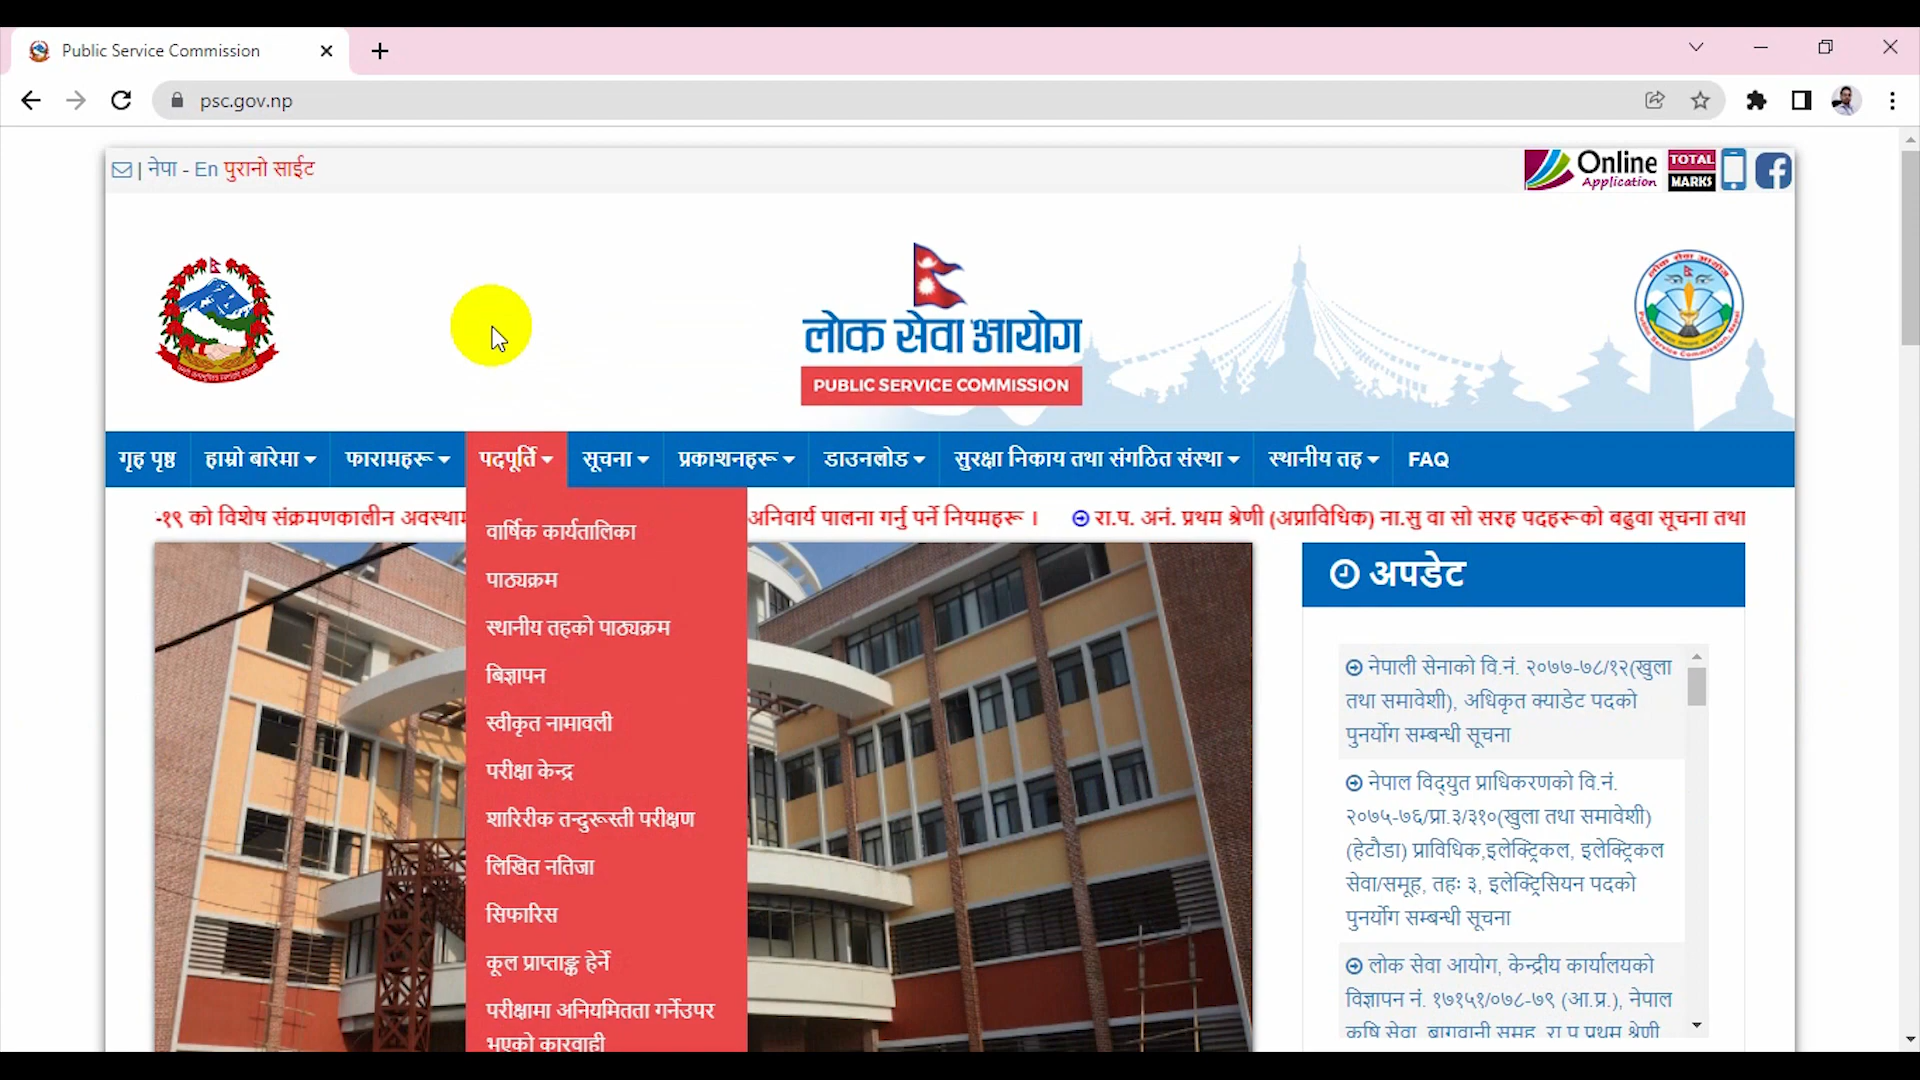 Public Service Commission
psc.gov.np
| नेपा - En पुरानो साईट
Online
Application
TOTAL
MARKS
लोक सेवा आयोग
PUBLIC SERVICE COMMISSION
गृह पृष्ठ हाम्रो बारेमा फारामहरू पदपूर्ति सूचना प्रकाशनहरू डाउनलोड सुरक्षा निकाय तथा संगठित संस्था स्थानीय तह FAQ
-१९ को विशेष संक्रमणकालीन अनिवार्य पालना गर्नु पर्ने नियमहरू । रा.प. अनं. प्रथम श्रेणी (अप्राविधिक) ना.सु वा सो सरह पदहरूको बढुवा सूचना तथा
वार्षिक कार्यतालिका
पाठ्यक्रम
स्थानीय तहको पाठ्यक्रम
बिज्ञापन
स्वीकृत नामावली
परीक्षा केन्द्र
शारिरीक तन्दुरूस्ती परीक्षण
लिखित नतिजा
सिफारिस
कूल प्राप्ताङ्क हेर्ने
परीक्षामा अनियमितता गर्नेउपर
भएको कारवाही
अपडेट
नेपाली सेनाको वि.नं. २०७७-७८/१२(खुला
तथा समावेशी), अधिकृत क्याडेट पदको
पुनर्योग सम्बन्धी सूचना
नेपाल विद्युत प्राधिकरणको वि.नं.
२०७५-७६/प्रा.३/३१०(खुला तथा समावेशी)
(हेटौडा) प्राविधिक,इलेक्ट्रिकल, इलेक्ट्रिकल
सेवा/समूह, तहः ३, इलेक्ट्रिसियन पदको
पुनर्योग सम्बन्धी सूचना
लोक सेवा आयोग, केन्द्रीय कार्यालयको
विज्ञापन नं. १७१५१/०७८-७९ (आ.प्र.), नेपाल
कृषि सेवा, बागवानी समूह, रा.प.प्रथम श्रेणी